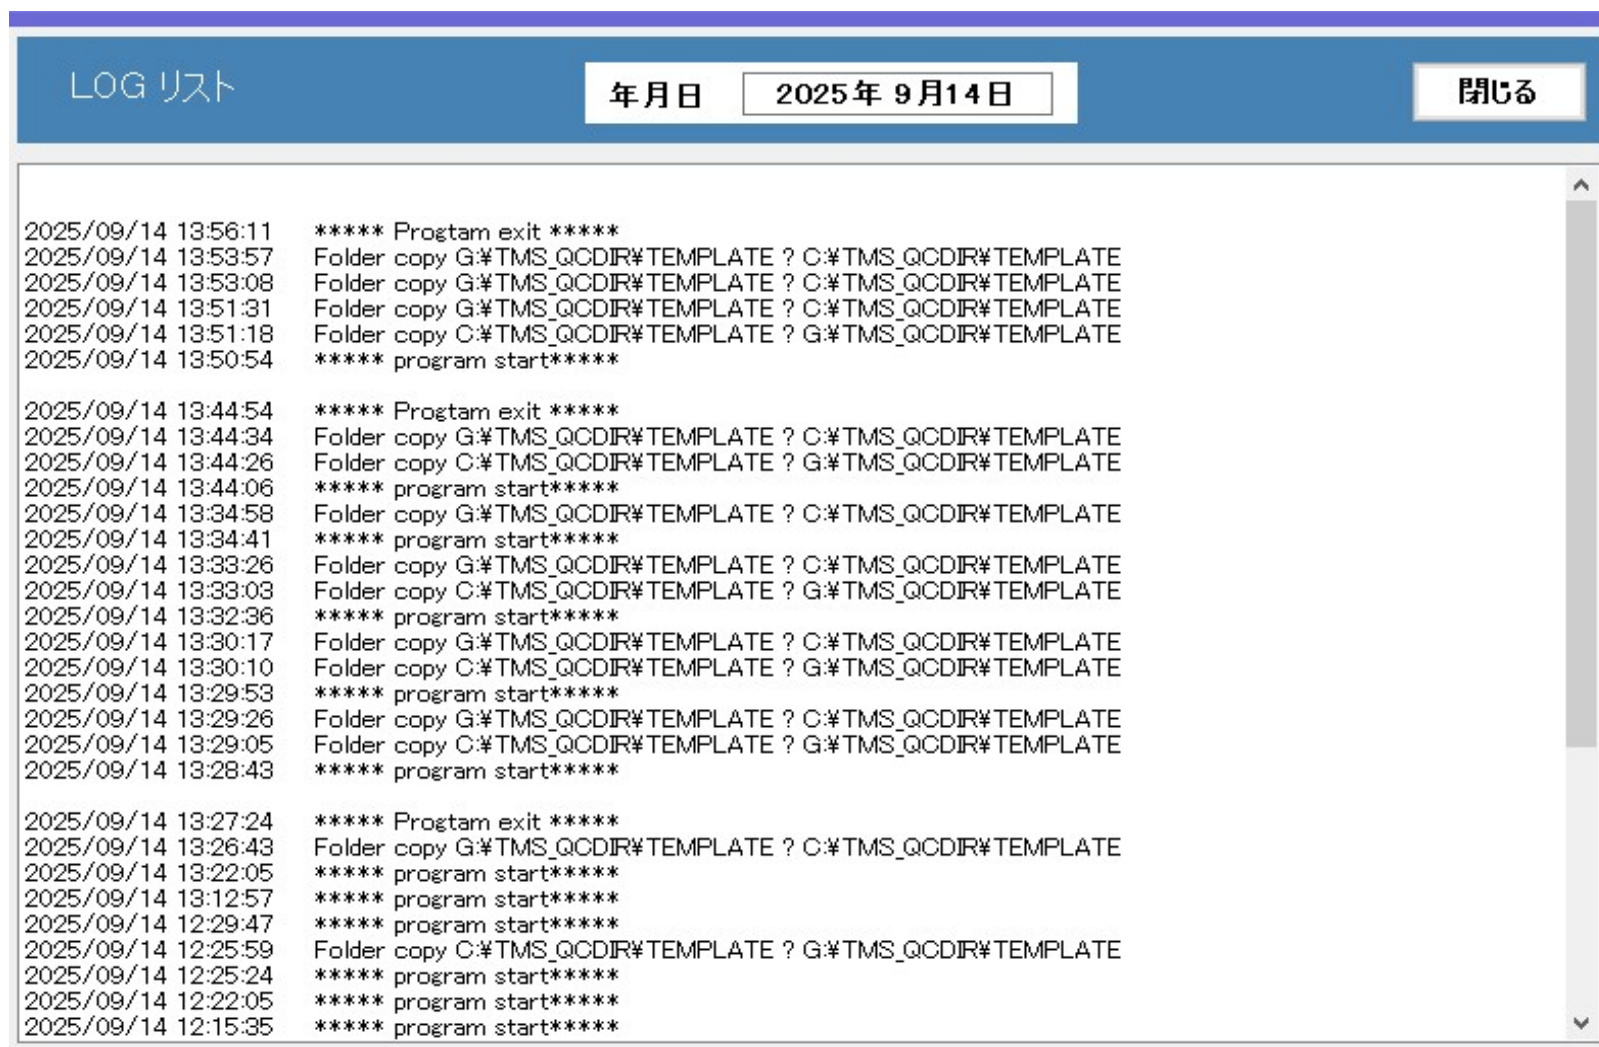 LOG リスト
年月日 2025年 9月14日
閉じる
2025/09/14 13:56:11 ***** Progtam exit *****
2025/09/14 13:53:57 Folder copy G:¥TMS_QCDIR¥TEMPLATE ? C:¥TMS_QCDIR¥TEMPLATE
2025/09/14 13:53:08 Folder copy G:¥TMS_QCDIR¥TEMPLATE ? C:¥TMS_QCDIR¥TEMPLATE
2025/09/14 13:51:31 Folder copy G:¥TMS_QCDIR¥TEMPLATE ? C:¥TMS_QCDIR¥TEMPLATE
2025/09/14 13:51:18 Folder copy C:¥TMS_QCDIR¥TEMPLATE ? G:¥TMS_QCDIR¥TEMPLATE
2025/09/14 13:50:54 ***** program start*****
2025/09/14 13:44:54 ***** Progtam exit *****
2025/09/14 13:44:34 Folder copy G:¥TMS_QCDIR¥TEMPLATE ? C:¥TMS_QCDIR¥TEMPLATE
2025/09/14 13:44:26 Folder copy C:¥TMS_QCDIR¥TEMPLATE ? G:¥TMS_QCDIR¥TEMPLATE
2025/09/14 13:44:06 ***** program start*****
2025/09/14 13:34:58 Folder copy G:¥TMS_QCDIR¥TEMPLATE ? C:¥TMS_QCDIR¥TEMPLATE
2025/09/14 13:34:41 ***** program start*****
2025/09/14 13:33:26 Folder copy G:¥TMS_QCDIR¥TEMPLATE ? C:¥TMS_QCDIR¥TEMPLATE
2025/09/14 13:33:03 Folder copy C:¥TMS_QCDIR¥TEMPLATE ? G:¥TMS_QCDIR¥TEMPLATE
2025/09/14 13:32:36 ***** program start*****
2025/09/14 13:30:17 Folder copy G:¥TMS_QCDIR¥TEMPLATE ? C:¥TMS_QCDIR¥TEMPLATE
2025/09/14 13:30:10 Folder copy C:¥TMS_QCDIR¥TEMPLATE ? G:¥TMS_QCDIR¥TEMPLATE
2025/09/14 13:29:53 ***** program start*****
2025/09/14 13:29:26 Folder copy G:¥TMS_QCDIR¥TEMPLATE ? C:¥TMS_QCDIR¥TEMPLATE
2025/09/14 13:29:05 Folder copy C:¥TMS_QCDIR¥TEMPLATE ? G:¥TMS_QCDIR¥TEMPLATE
2025/09/14 13:28:43 ***** program start*****
2025/09/14 13:27:24 ***** Progtam exit *****
2025/09/14 13:26:43 Folder copy G:¥TMS_QCDIR¥TEMPLATE ? C:¥TMS_QCDIR¥TEMPLATE
2025/09/14 13:22:05 ***** program start*****
2025/09/14 13:12:57 ***** program start*****
2025/09/14 12:29:47 ***** program start*****
2025/09/14 12:25:59 Folder copy C:¥TMS_QCDIR¥TEMPLATE ? G:¥TMS_QCDIR¥TEMPLATE
2025/09/14 12:25:24 ***** program start*****
2025/09/14 12:22:05 ***** program start*****
2025/09/14 12:15:35 ***** program start*****